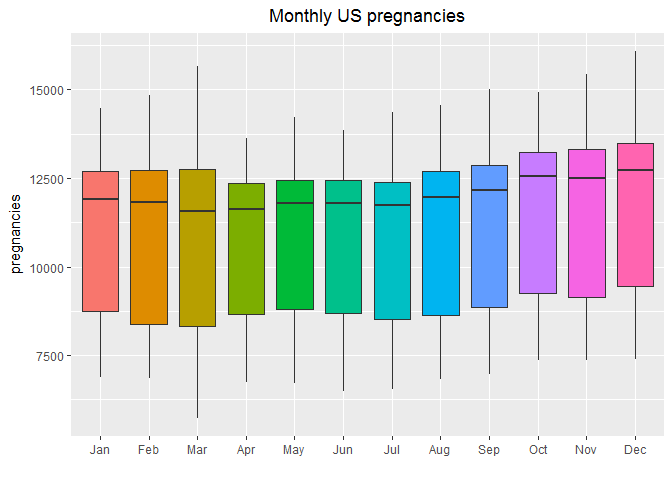 Monthly US pregnancies
pregnancies
15000
12500
10000
7500
Jan Feb Mar Apr May Jun Jul Aug Sep Oct Nov Dec